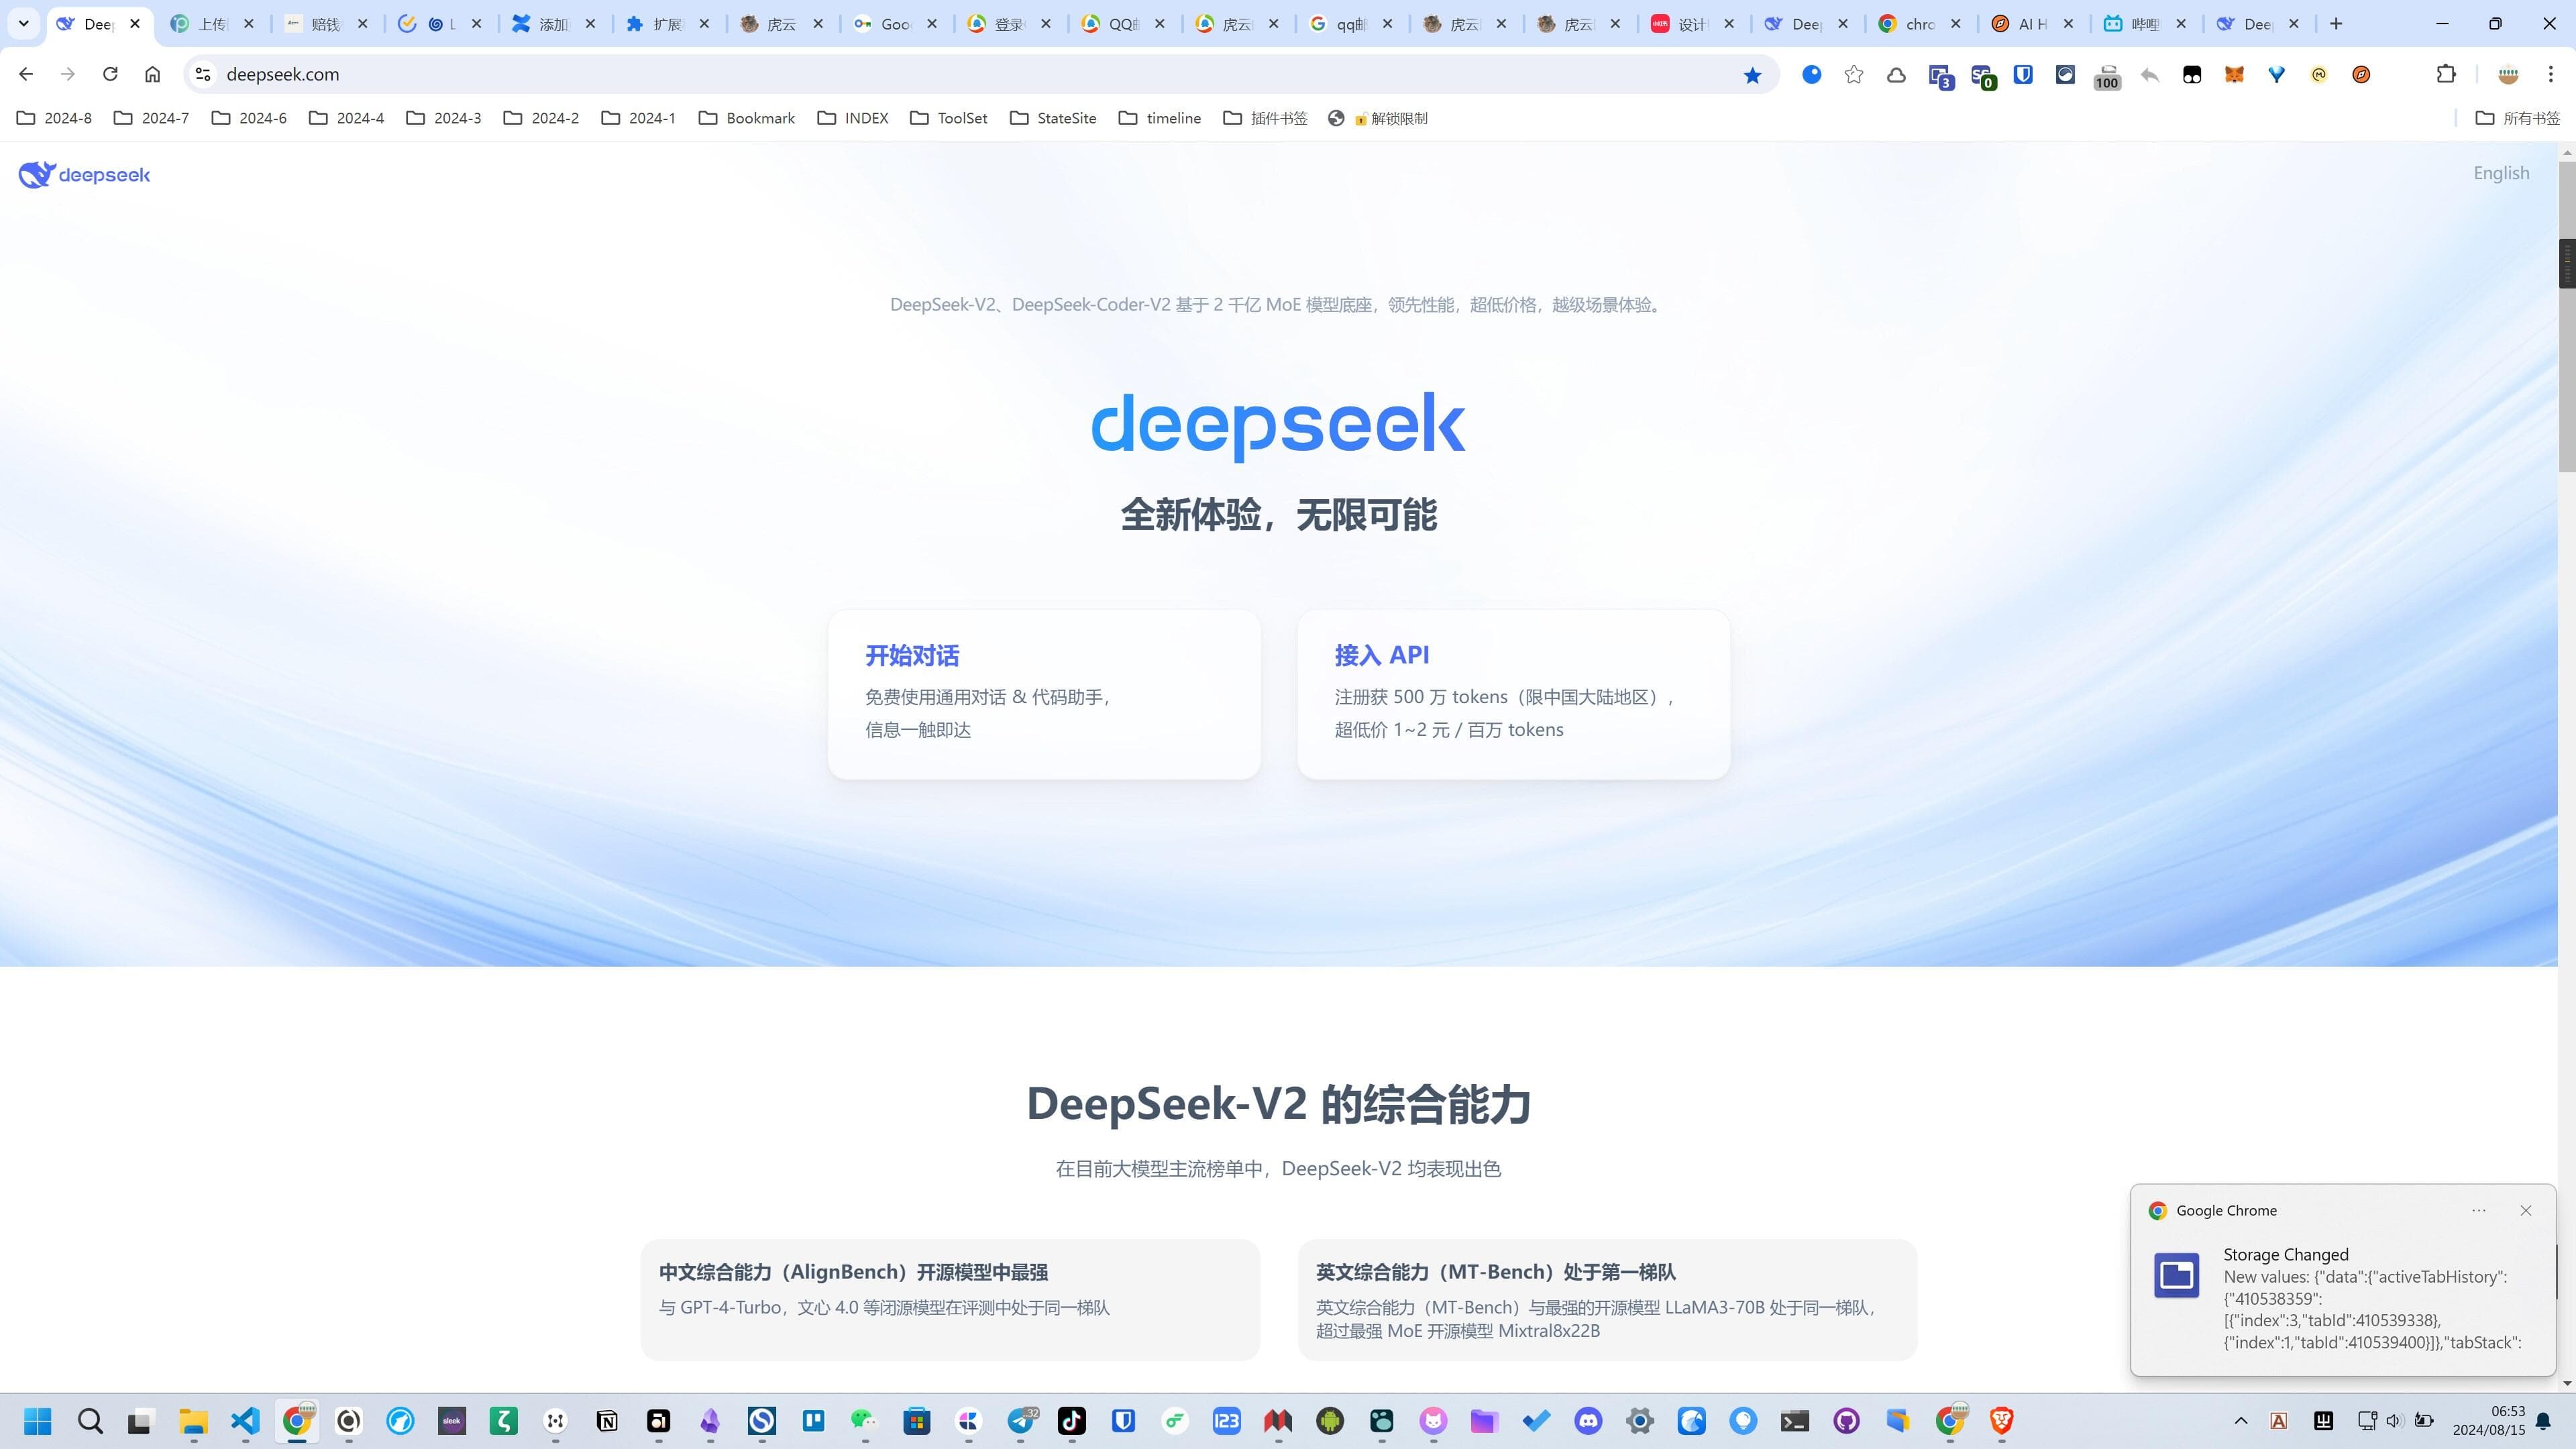 Deep
上传
赔钱
L
添加
扩展
虎云
Goo
登录
QQ
虎云
qq邮
虎云
虎云
设计
Deep
chro
AI H
哔哩
Deep
deepseek.com
3
0
100
2024-8
2024-7
2024-6
2024-4
2024-3
2024-2
2024-1
Bookmark
INDEX
ToolSet
StateSite
timeline
插件书签
解锁限制
所有书签
deepseek
English
DeepSeek-V2、DeepSeek-Coder-V2 基于 2 千亿 MoE 模型底座，领先性能，超低价格，越级场景体验。
deepseek
全新体验，无限可能
开始对话
免费使用通用对话 & 代码助手，
信息一触即达
接入 API
注册获 500 万 tokens（限中国大陆地区），
超低价 1~2 元 / 百万 tokens
DeepSeek-V2 的综合能力
在目前大模型主流榜单中，DeepSeek-V2 均表现出色
中文综合能力（AlignBench）开源模型中最强
与 GPT-4-Turbo，文心 4.0 等闭源模型在评测中处于同一梯队
英文综合能力（MT-Bench）处于第一梯队
英文综合能力（MT-Bench）与最强的开源模型 LLaMA3-70B 处于同一梯队，
超过最强 MoE 开源模型 Mixtral8x22B
Google Chrome
Storage Changed
New values: {"data":{"activeTabHistory":
{"410538359":
[{"index":3,"tabId":410539338},
{"index":1,"tabId":410539400}]},"tabStack":
sleek
32
123
06:53
2024/08/15